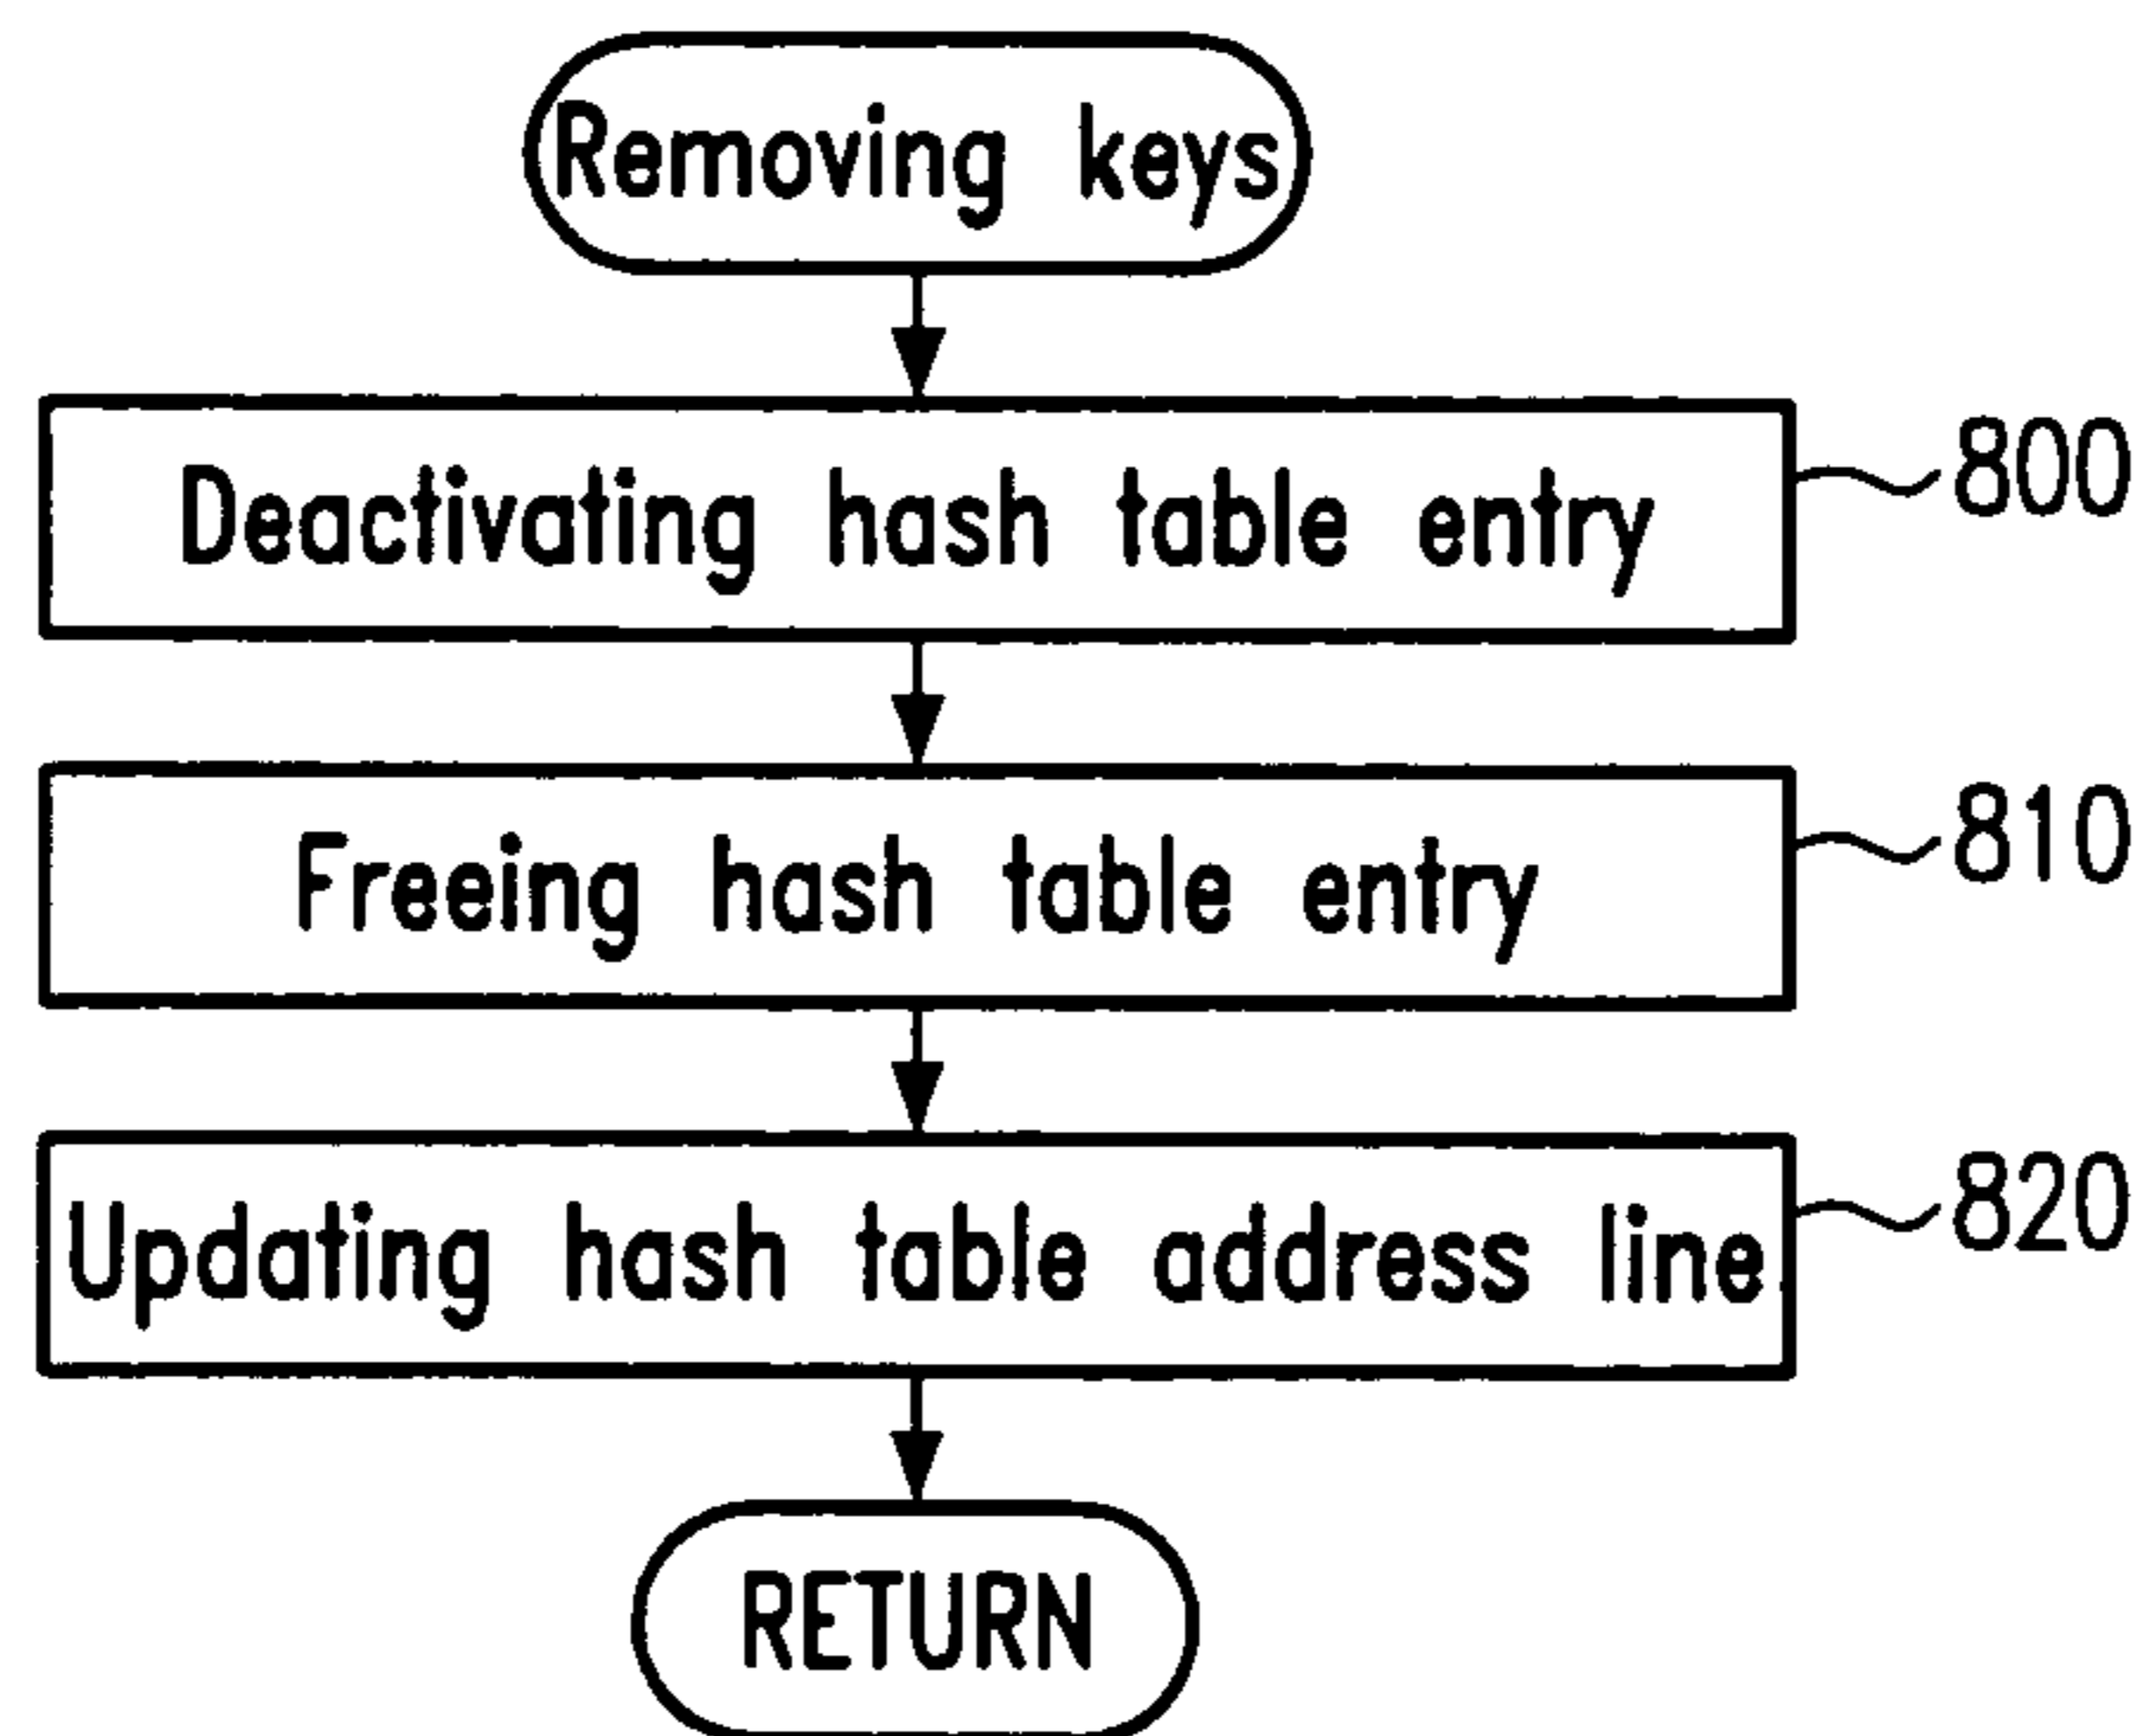 Removing keys
Deactivating hash table entry
800
Freeing hash table entry
810
Updating hash table address line
820
RETURN